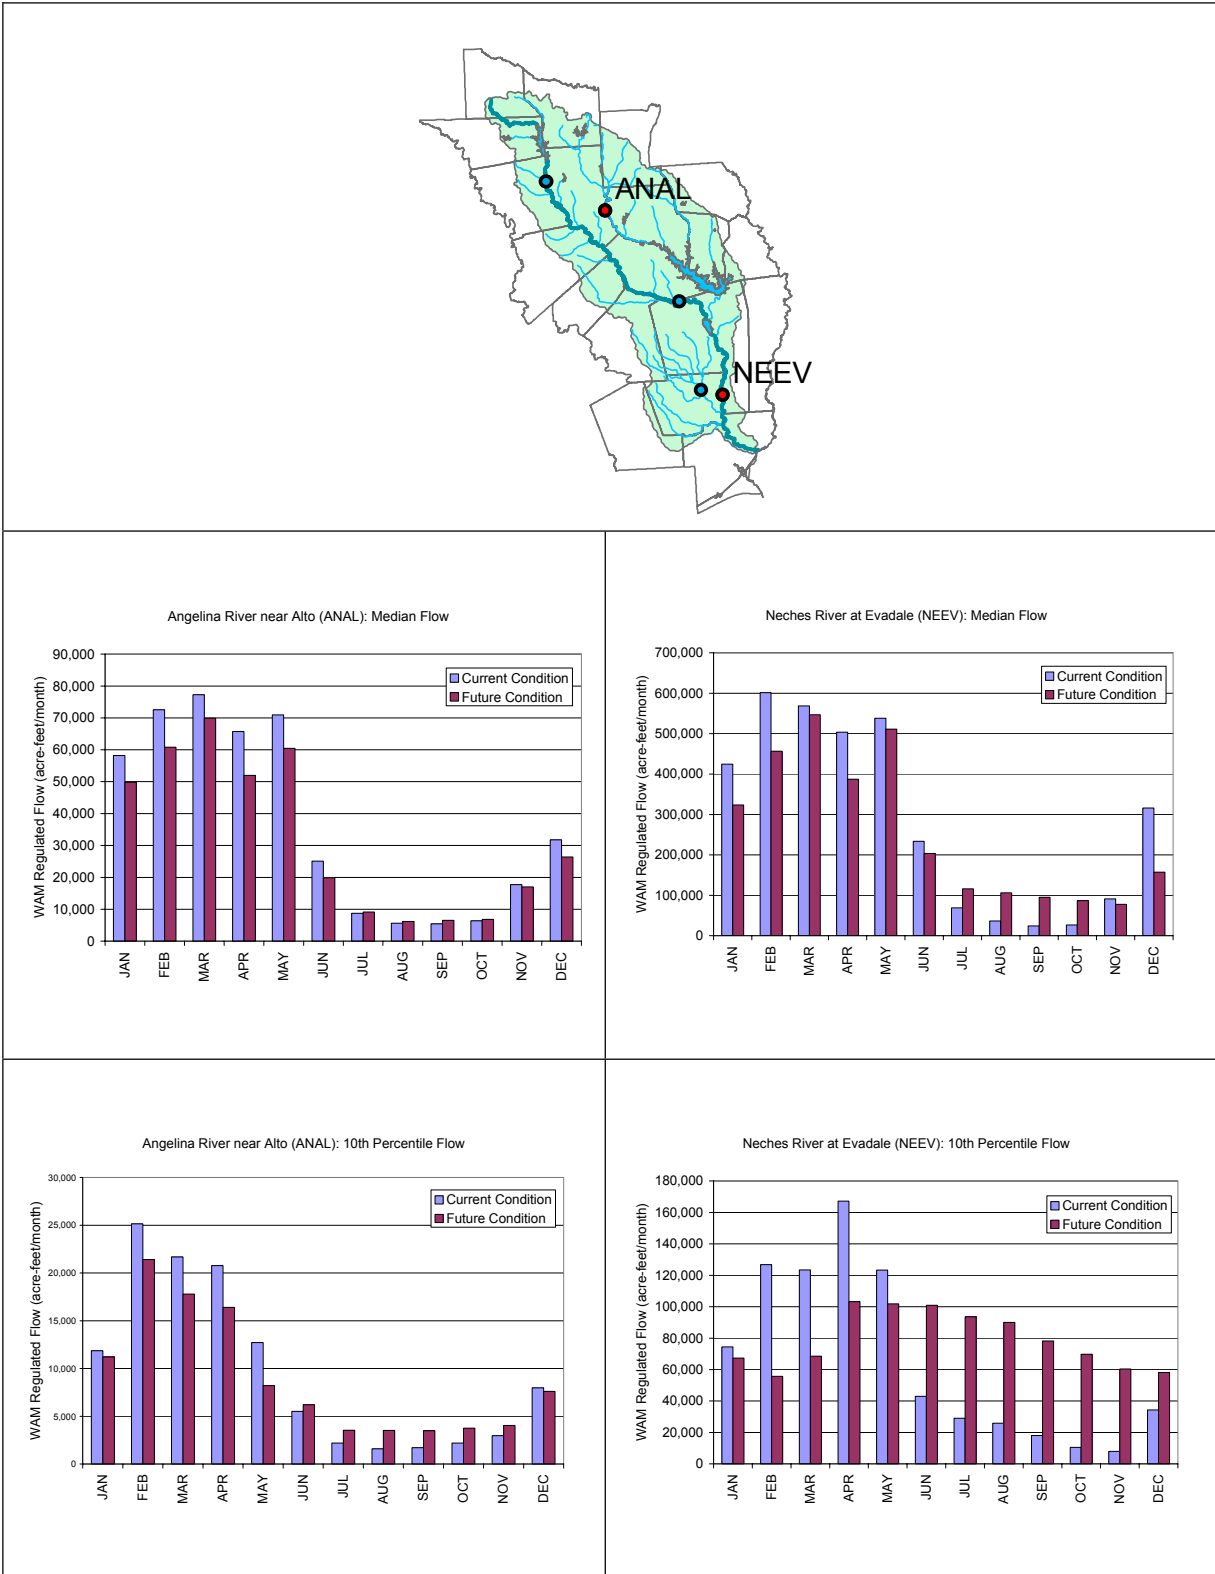 ANAL
NEEV
Angelina River near Alto (ANAL): Median Flow
WAM Regulated Flow (acre-feet/month)
90,000
80,000
70,000
60,000
50,000
40,000
30,000
20,000
10,000
0
Current Condition
Future Condition
JAN FEB MAR APR MAY JUN JUL AUG SEP OCT NOV DEC
Neches River at Evadale (NEEV): Median Flow
WAM Regulated Flow (acre-feet/month)
700,000
600,000
500,000
400,000
300,000
200,000
100,000
0
Current Condition
Future Condition
JAN FEB MAR APR MAY JUN JUL AUG SEP OCT NOV DEC
Angelina River near Alto (ANAL): 10th Percentile Flow
WAM Regulated Flow (acre-feet/month)
30,000
25,000
20,000
15,000
10,000
5,000
0
Current Condition
Future Condition
JAN FEB MAR APR MAY JUN JUL AUG SEP OCT NOV DEC
Neches River at Evadale (NEEV): 10th Percentile Flow
WAM Regulated Flow (acre-feet/month)
180,000
160,000
140,000
120,000
100,000
80,000
60,000
40,000
20,000
0
Current Condition
Future Condition
JAN FEB MAR APR MAY JUN JUL AUG SEP OCT NOV DEC